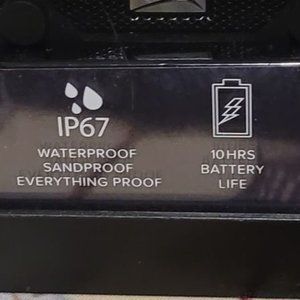 IP67
WATERPROOF
SANDPROOF
EVERYTHING PROOF
10 HRS
BATTERY
LIFE